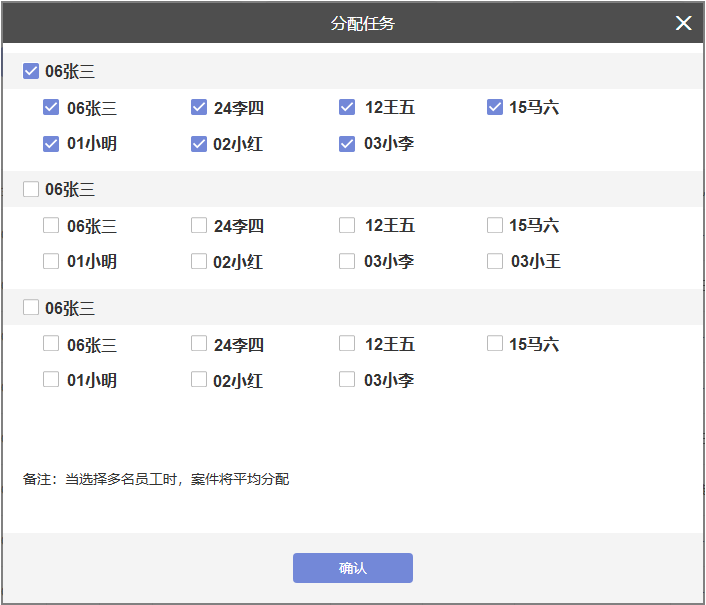 分配任务
06张三
06张三 24李四 12王五 15马六
01小明 02小红 03小李
06张三
06张三 24李四 12王五 15马六
01小明 02小红 03小李 03小王
06张三
06张三 24李四 12王五 15马六
01小明 02小红 03小李
备注：当选择多名员工时，案件将平均分配
确认